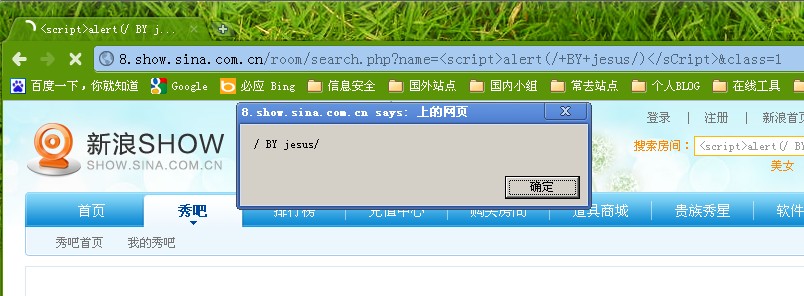 <script>alert(/ BY j...
8.show.sina.com.cn/room/search.php?name=<script>alert(/+BY+jesus/)</sCript>&class=1
百度一下，你就知道 Google 必应 Bing 信息安全 国外站点 国内小组 常去站点 个人BLOG 在线工具
8.show.sina.com.cn says: 上的网页
/ BY jesus/
确定
登录 | 注册 | 新浪首页
新浪SHOW
SHOW.SINA.COM.CN
搜索房间： <script>alert(/ BY
美女
首页 秀吧 排行榜 充值中心 购买房间 道具商城 贵族秀星 软件
秀吧首页 我的秀吧